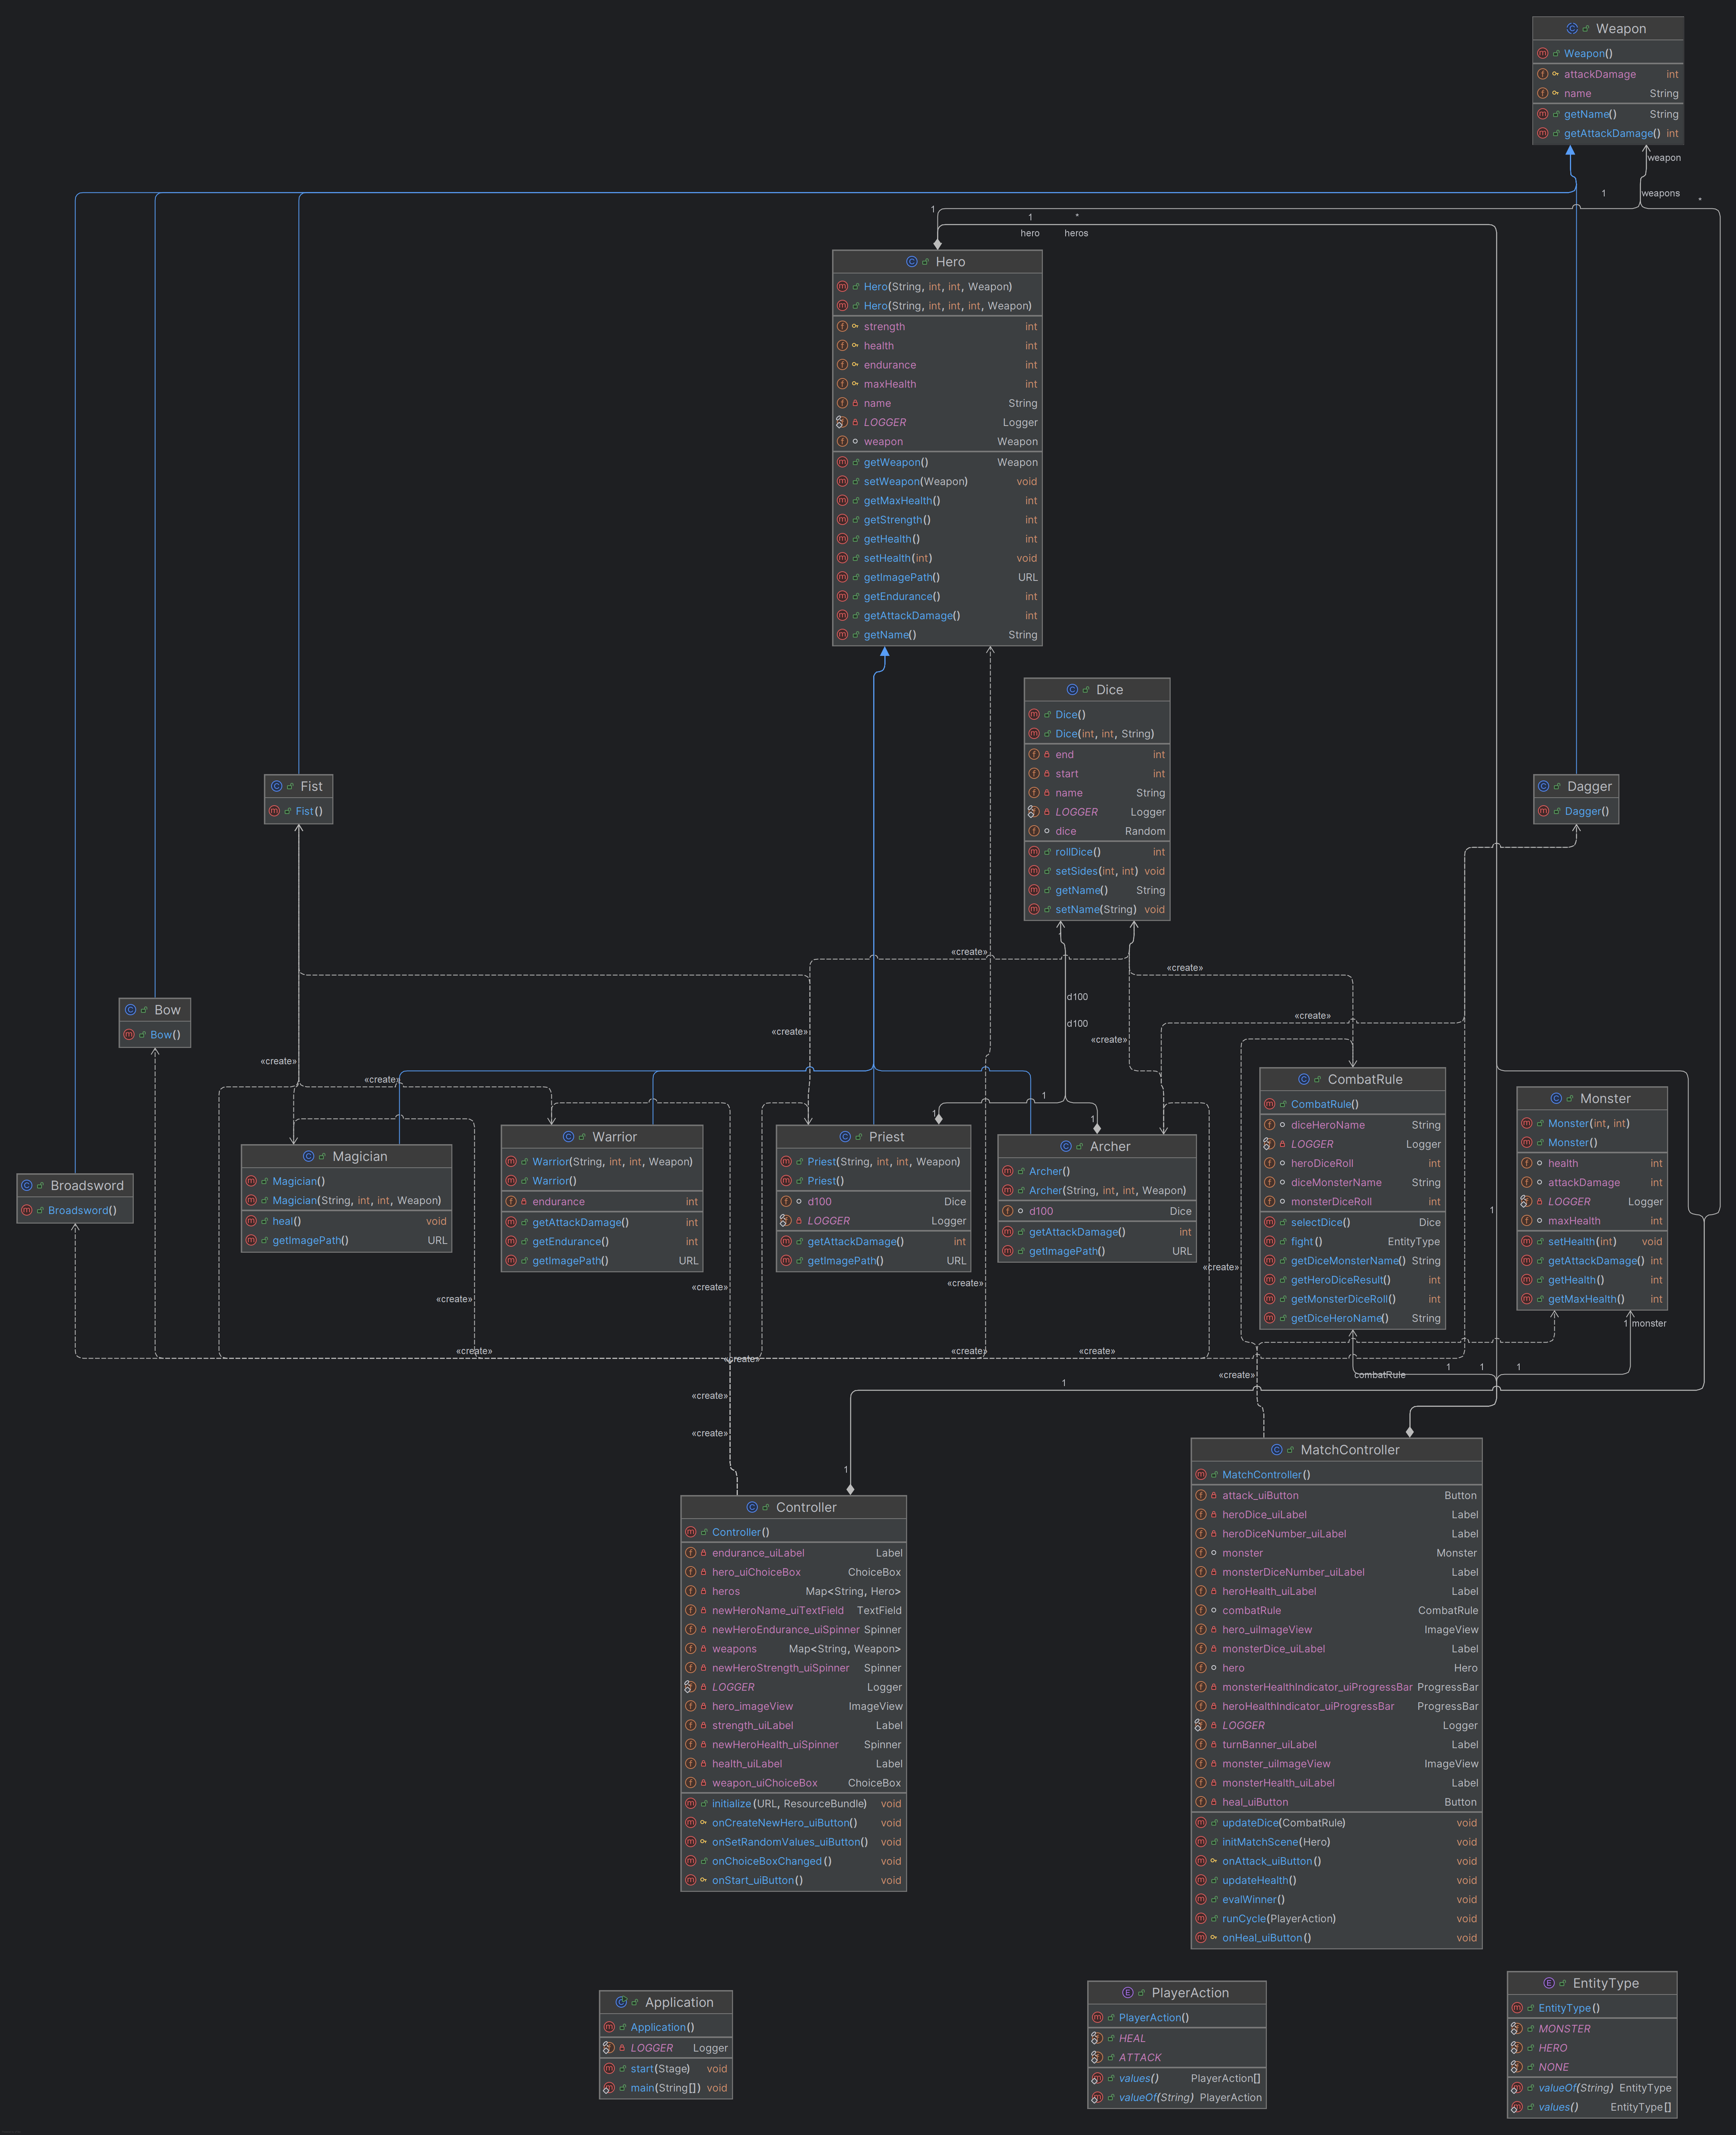 Weapon
Weapon()
attackDamage int
name String
getName() String
getAttackDamage() int
weapon
1
weapons
*
1
1
*
hero
heros
Hero
Hero(String, int, int, Weapon)
Hero(String, int, int, int, Weapon)
strength int
health int
endurance int
maxHealth int
name String
LOGGER Logger
weapon Weapon
getWeapon() Weapon
setWeapon(Weapon) void
getMaxHealth() int
getStrength() int
getHealth() int
setHealth(int) void
getImagePath() URL
getEndurance() int
getAttackDamage() int
getName() String
Dice
Dice()
Dice(int, int, String)
end int
start int
name String
LOGGER Logger
dice Random
rollDice() int
setSides(int, int) void
getName() String
setName(String) void
Fist
Fist()
Dagger
Dagger()
«create»
«create»
d100
Bow
Bow()
«create»
d100
«create»
«create»
«create»
«create»
1
1
1
CombatRule
CombatRule()
diceHeroName String
LOGGER Logger
heroDiceRoll int
diceMonsterName String
monsterDiceRoll int
selectDice() Dice
fight() EntityType
getDiceMonsterName() String
getHeroDiceResult() int
getMonsterDiceRoll() int
getDiceHeroName() String
Monster
Monster(int, int)
Monster()
health int
attackDamage int
LOGGER Logger
maxHealth int
setHealth(int) void
getAttackDamage() int
getHealth() int
getMaxHealth() int
Warrior
Warrior(String, int, int, Weapon)
Warrior()
endurance int
getAttackDamage() int
getEndurance() int
getImagePath() URL
Priest
Priest(String, int, int, Weapon)
Priest()
d100 Dice
LOGGER Logger
getAttackDamage() int
getImagePath() URL
Archer
Archer()
Archer(String, int, int, Weapon)
d100 Dice
getAttackDamage() int
getImagePath() URL
Magician
Magician()
Magician(String, int, int, Weapon)
heal() void
getImagePath() URL
Broadsword
Broadsword()
1
«create»
«create»
«create»
«create»
1 monster
«create»
«create»
«create»
«create»
1
1
1
«create»
combatRule
1
«create»
«create»
1
MatchController
MatchController()
attack_uiButton Button
heroDice_uiLabel Label
heroDiceNumber_uiLabel Label
monster Monster
monsterDiceNumber_uiLabel Label
heroHealth_uiLabel Label
combatRule CombatRule
hero_uiImageView ImageView
monsterDice_uiLabel Label
hero Hero
monsterHealthIndicator_uiProgressBar ProgressBar
heroHealthIndicator_uiProgressBar ProgressBar
LOGGER Logger
turnBanner_uiLabel Label
monster_uiImageView ImageView
monsterHealth_uiLabel Label
heal_uiButton Button
updateDice(CombatRule) void
initMatchScene(Hero) void
onAttack_uiButton() void
updateHealth() void
evalWinner() void
runCycle(PlayerAction) void
onHeal_uiButton() void
Controller
Controller()
endurance_uiLabel Label
hero_uiChoiceBox ChoiceBox
heros Map<String, Hero>
newHeroName_uiTextField TextField
newHeroEndurance_uiSpinner Spinner
weapons Map<String, Weapon>
newHeroStrength_uiSpinner Spinner
LOGGER Logger
hero_imageView ImageView
strength_uiLabel Label
newHeroHealth_uiSpinner Spinner
health_uiLabel Label
weapon_uiChoiceBox ChoiceBox
initialize(URL, ResourceBundle) void
onCreateNewHero_uiButton() void
onSetRandomValues_uiButton() void
onChoiceBoxChanged() void
onStart_uiButton() void
Application
Application()
LOGGER Logger
start(Stage) void
main(String[]) void
PlayerAction
PlayerAction()
HEAL
ATTACK
values() PlayerAction[]
valueOf(String) PlayerAction
EntityType
EntityType()
MONSTER
HERO
NONE
valueOf(String) EntityType
values() EntityType[]